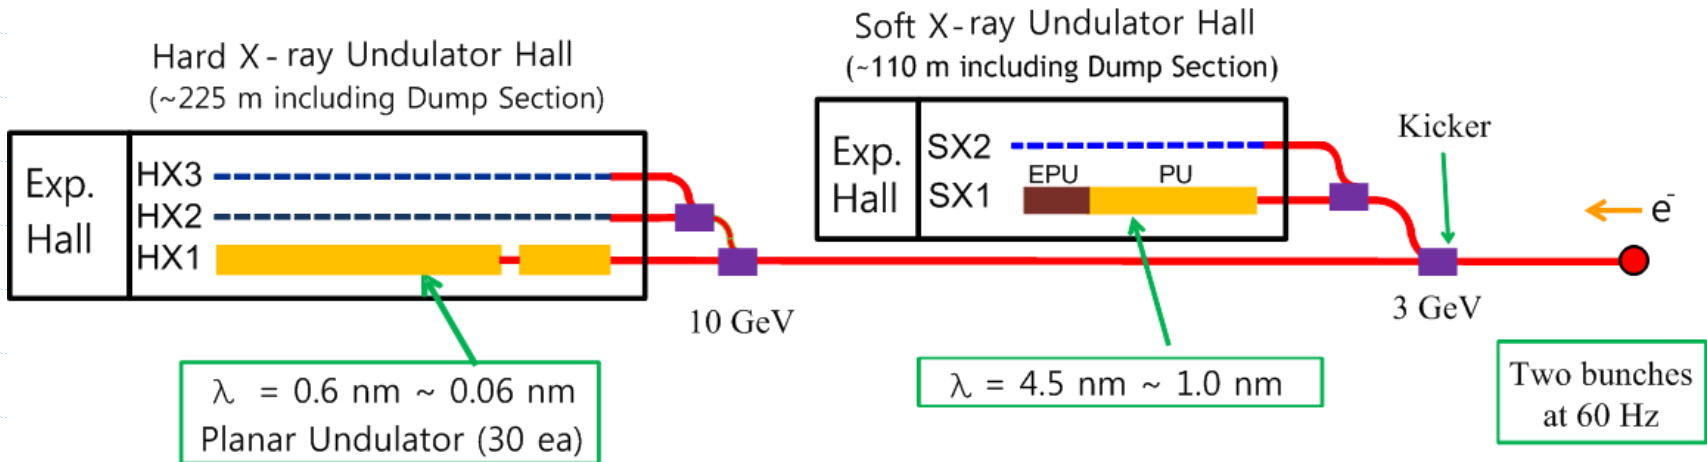 Soft X-ray Undulator Hall
(~110 m including Dump Section)
Hard X-ray Undulator Hall
(~225 m including Dump Section)
Kicker
Exp.
Hall
HX3
HX2
HX1
Exp.
Hall
SX2
EPU PU
SX1
e-
10 GeV
3 GeV
λ = 0.6 nm ~ 0.06 nm
Planar Undulator (30 ea)
λ = 4.5 nm ~ 1.0 nm
Two bunches
at 60 Hz